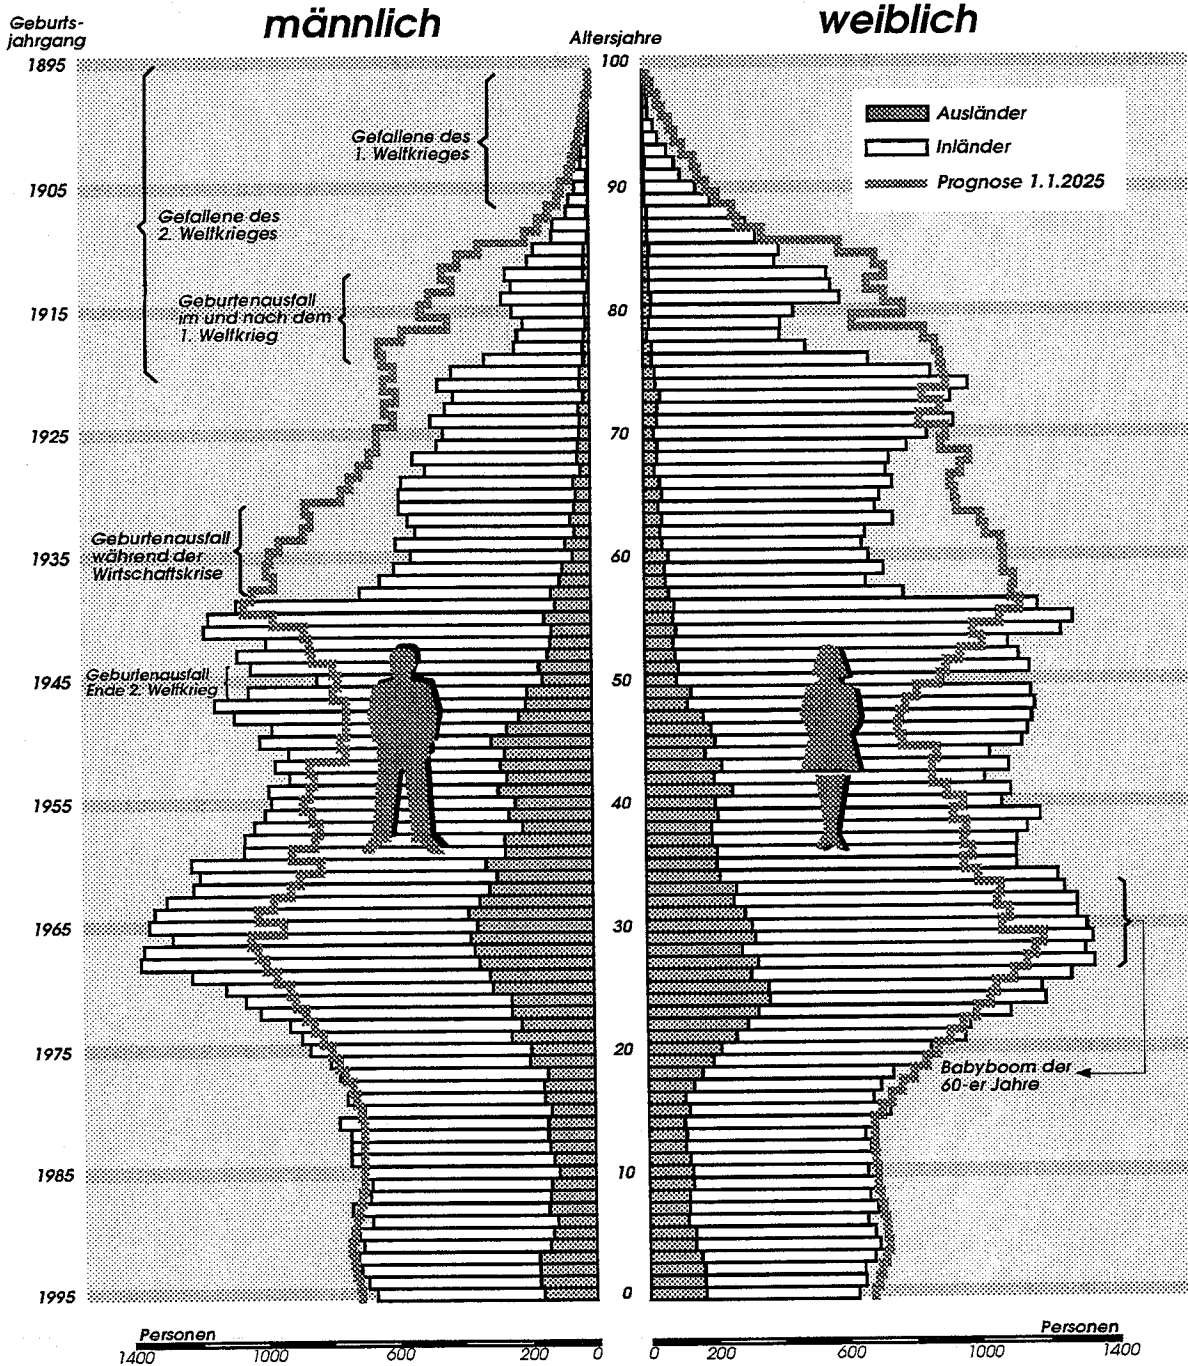 männlich
weiblich
Geburts-
jahrgang
Altersjahre
1895
100
Gefallene des
1. Weltkrieges
Ausländer
Inländer
Prognose 1.1.2025
1905
90
Gefallene des
2. Weltkrieges
Geburtenausfall
im und nach dem
1. Weltkrieg
1915
80
1925
70
Geburtenausfall
während der
Wirtschaftskrise
1935
60
Geburtenausfall
Ende 2. Weltkrieg
1945
50
1955
40
1965
30
1975
20
Babyboom der
60-er Jahre
1985
10
1995
0
Personen
Personen
1400 1000 600 200 0
0 200 600 1000 1400